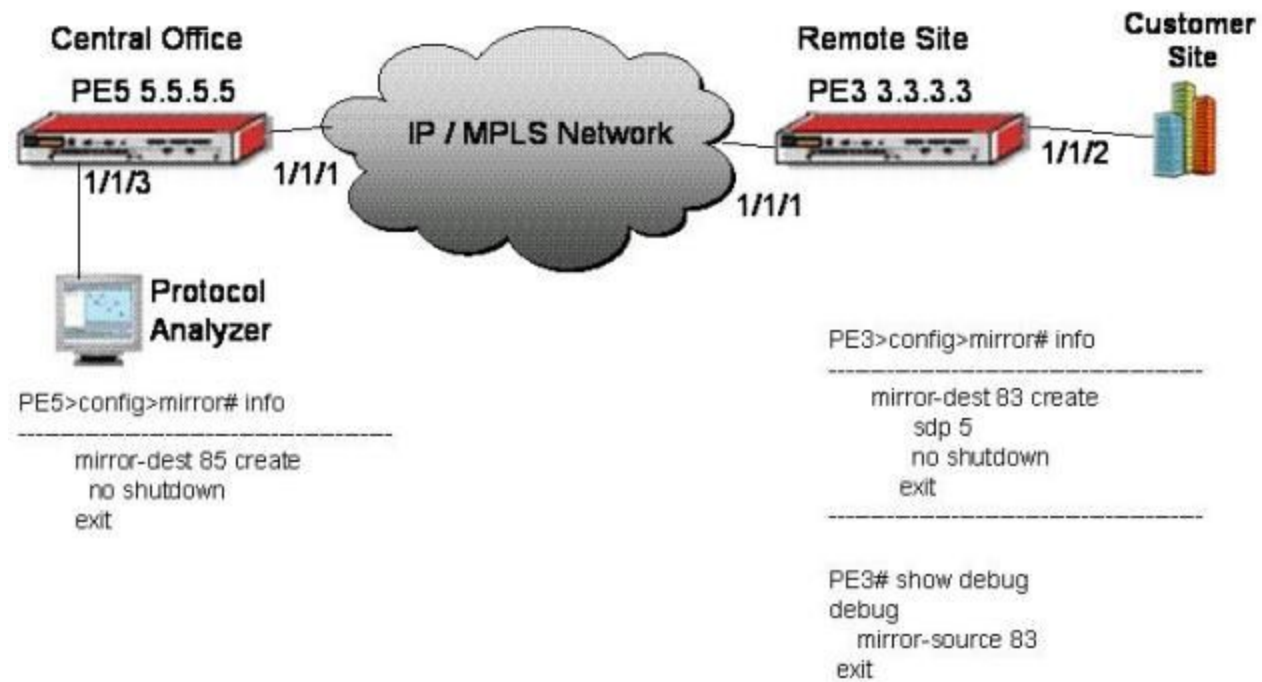 Central Office
PE5 5.5.5.5
1/1/3
1/1/1
IP / MPLS Network
Remote Site
PE3 3.3.3.3
1/1/1
1/1/2
Customer
Site
Protocol
Analyzer
PE5>config>mirror# info
----------------------------------------
mirror-dest 85 create
no shutdown
exit
PE3>config>mirror# info
----------------------------------------
mirror-dest 83 create
sdp 5
no shutdown
exit
----------------------------------------
PE3# show debug
debug
mirror-source 83
exit